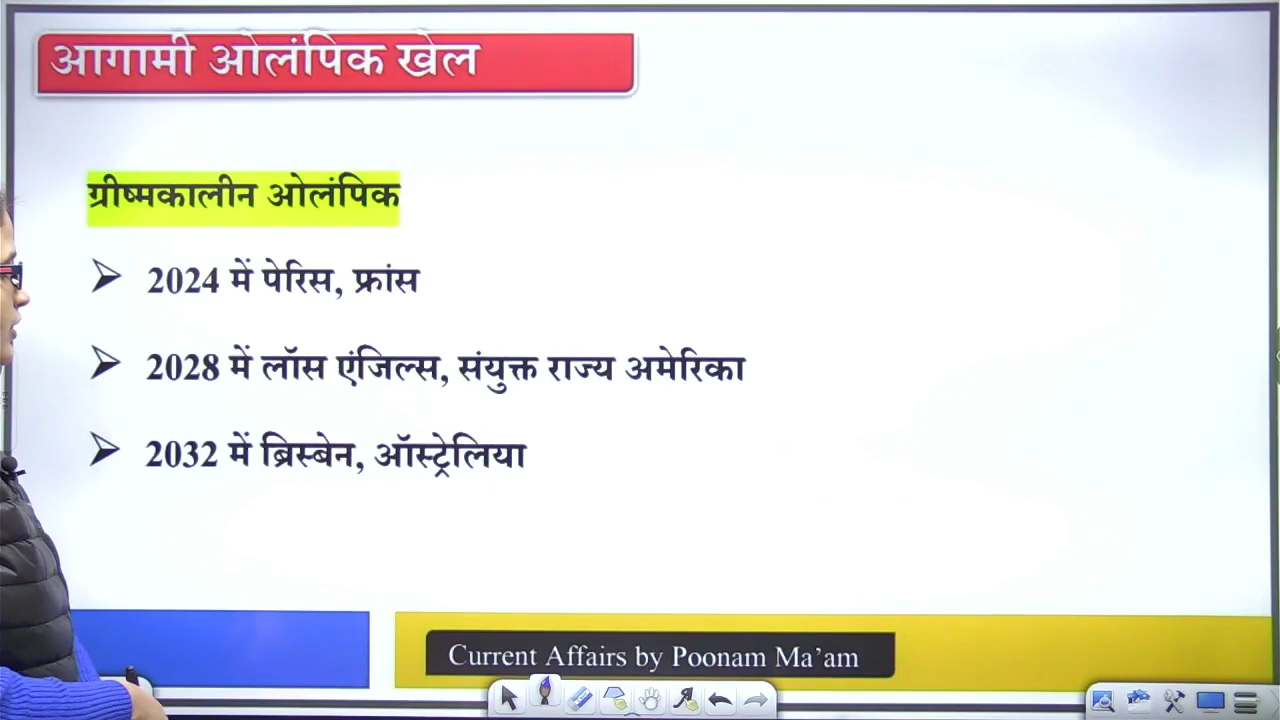 आगामी ओलंपिक खेल
ग्रीष्मकालीन ओलंपिक
➢ 2024 में पेरिस, फ्रांस
➢ 2028 में लॉस एंजिल्स, संयुक्त राज्य अमेरिका
➢ 2032 में ब्रिस्बेन, ऑस्ट्रेलिया
Current Affairs by Poonam Ma’am